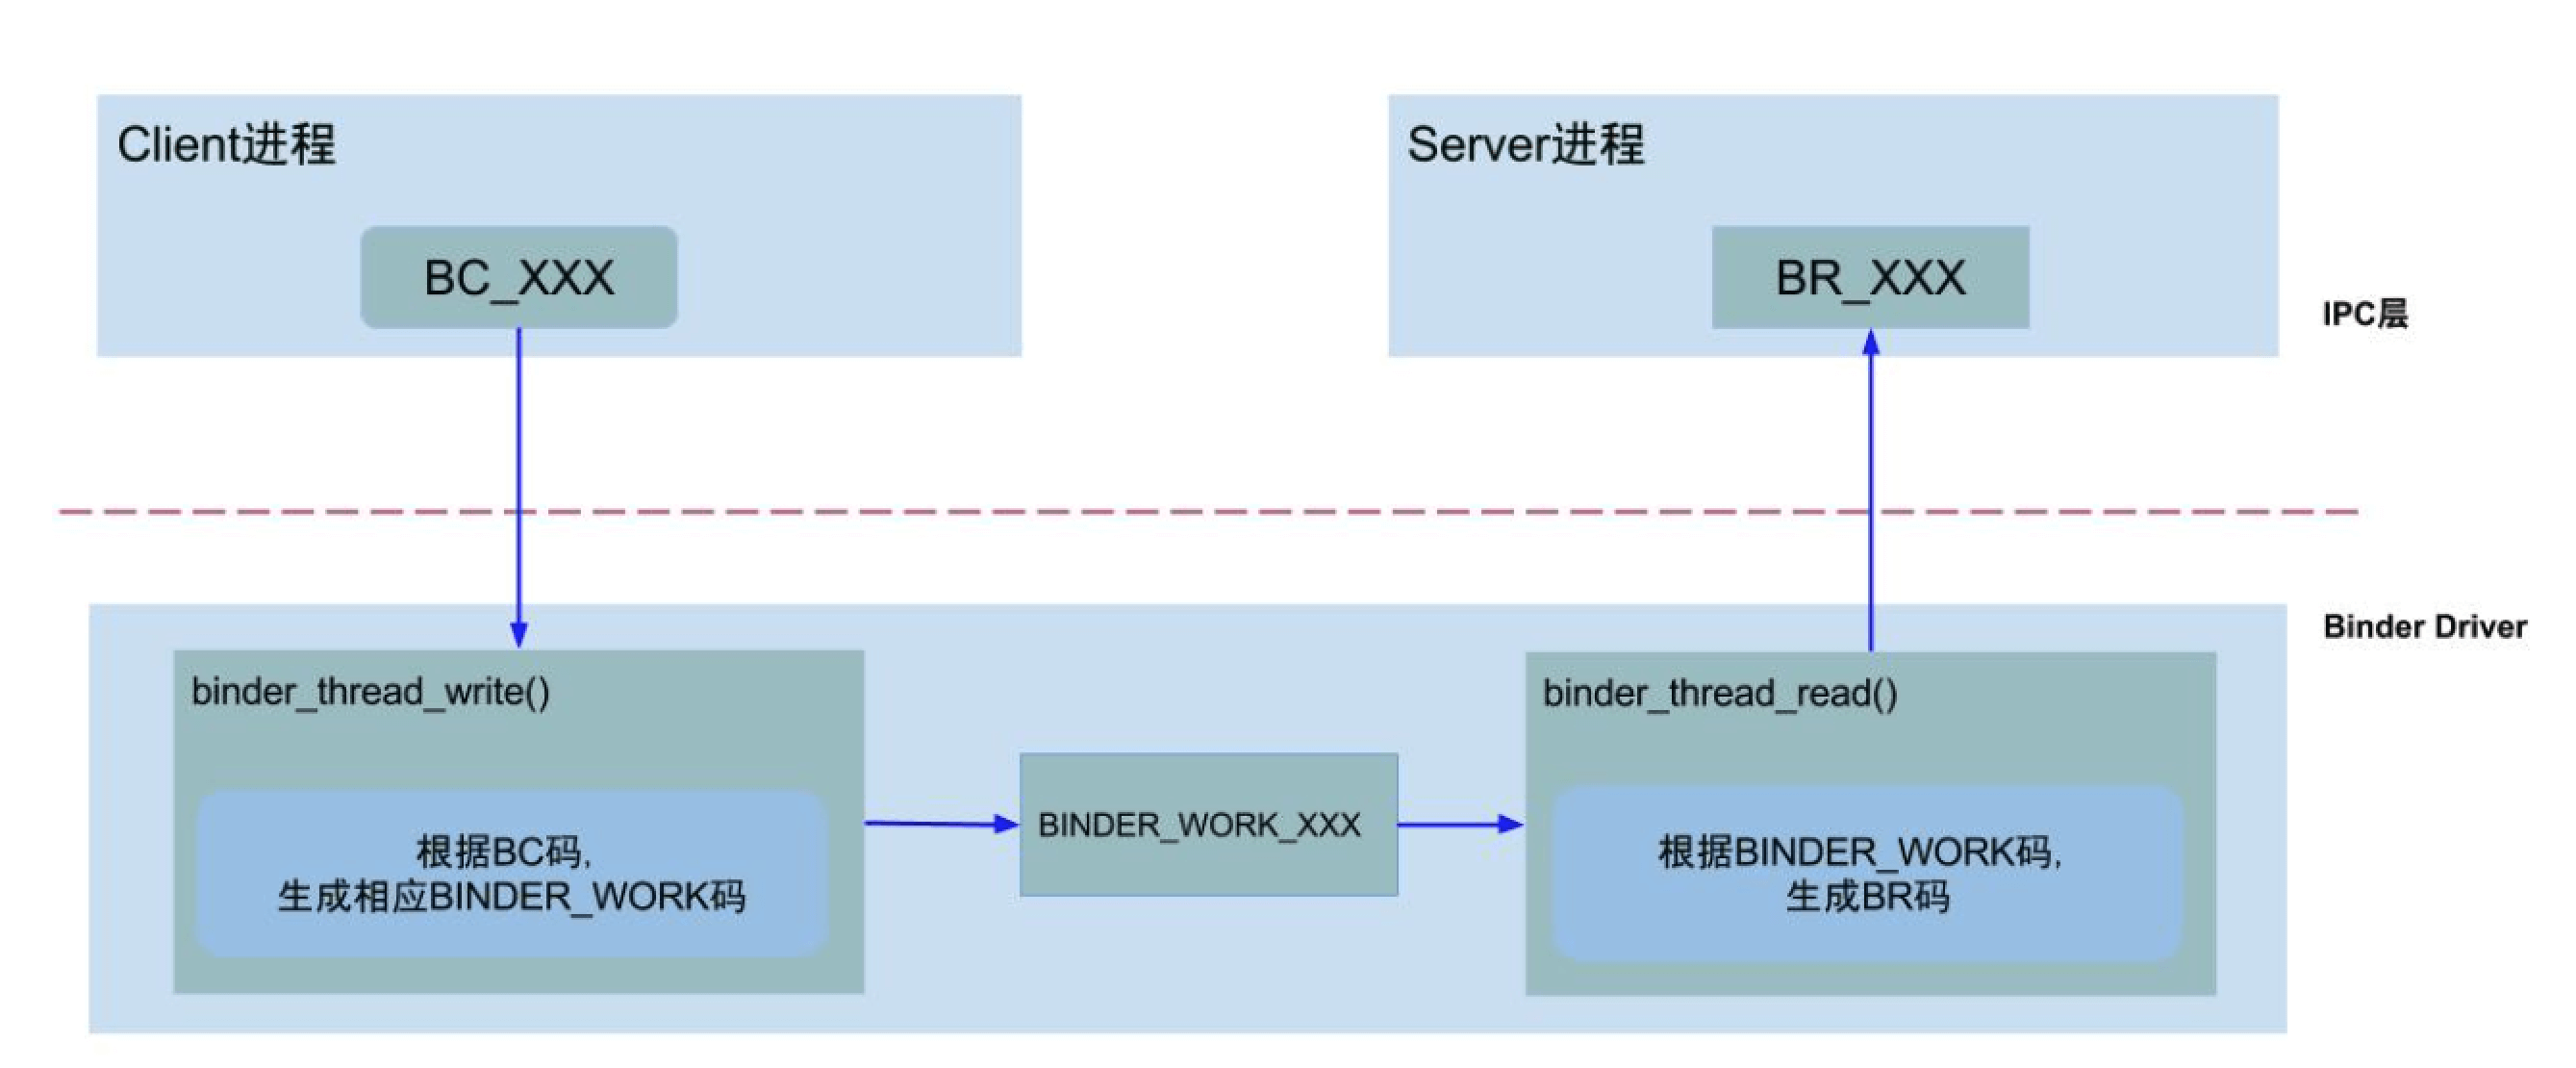 Client进程
Server进程
BC_XXX
BR_XXX
IPC层
Binder Driver
binder_thread_write()
binder_thread_read()
BINDER_WORK_XXX
根据BC码,
生成相应BINDER_WORK码
根据BINDER_WORK码,
生成BR码